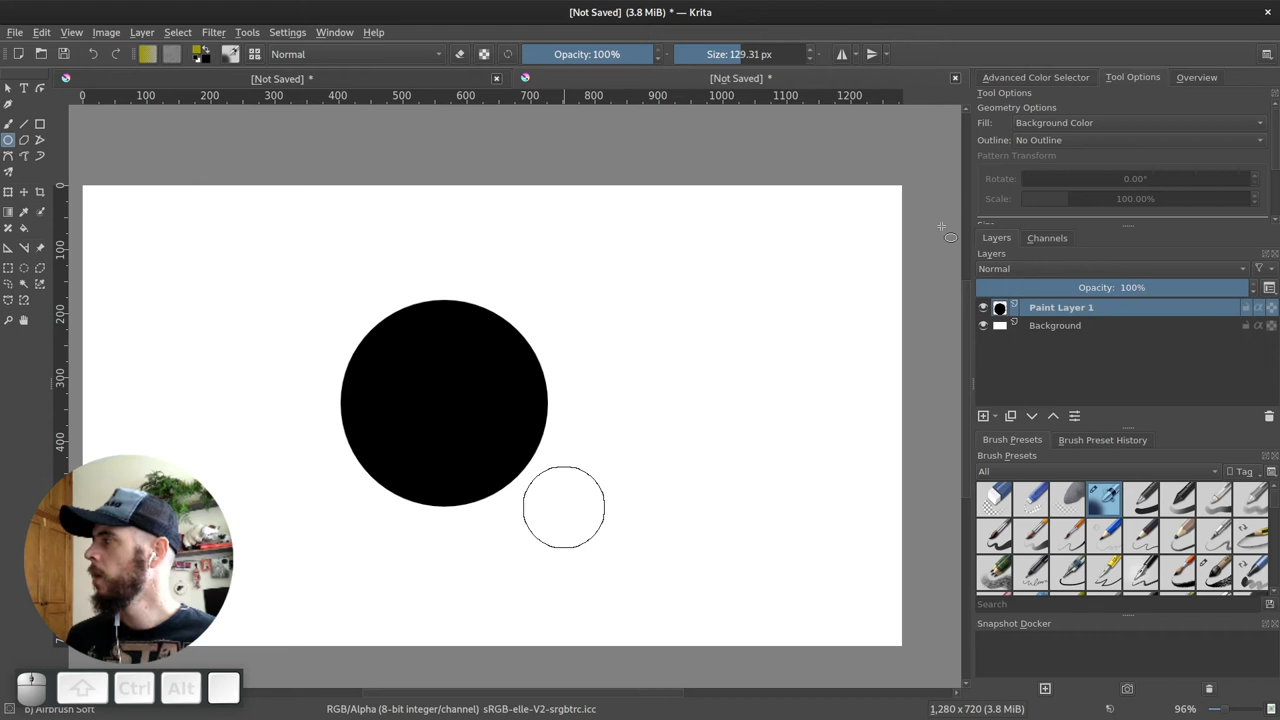 [Not Saved] (3.8 MiB) * — Krita
File Edit View Image Layer Select Filter Tools Settings Window Help
Normal
Opacity: 100%
Size: 129.31 px
[Not Saved] *
[Not Saved] *
0 100 200 300 400 500 600 700 800 900 1000 1100 1200
0
100
200
300
400
Advanced Color Selector
Tool Options
Overview
Tool Options
Geometry Options
Fill: Background Color
Outline: No Outline
Pattern Transform
Rotate: 0.00°
Scale: 100.00%
Layers
Channels
Layers
Normal
Opacity: 100%
Paint Layer 1
Background
Brush Presets
Brush Preset History
Brush Presets
All
Tag
Search
Snapshot Docker
Ctrl
Alt
b) Airbrush Soft
RGB/Alpha (8-bit integer/channel) sRGB-elle-V2-srgbtrc.icc
1,280 x 720 (3.8 MiB)
96%